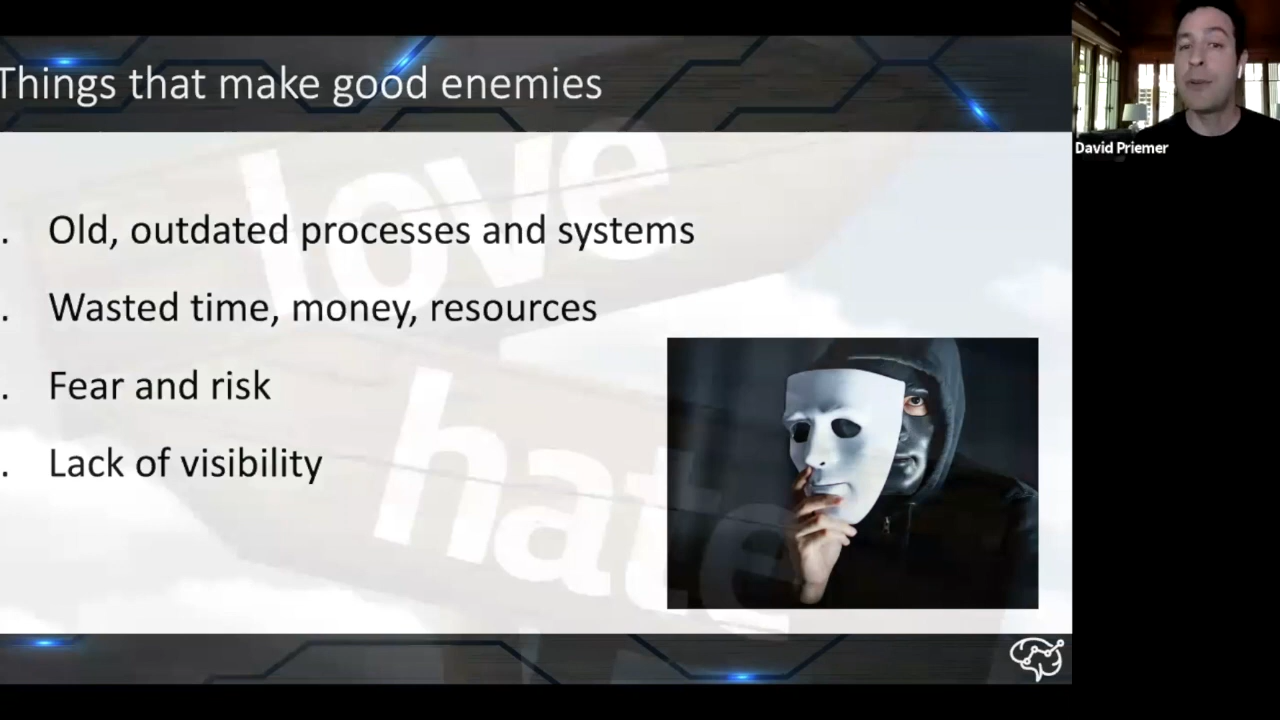 Things that make good enemies
David Priemer
love
. Old, outdated processes and systems
. Wasted time, money, resources
. Fear and risk
. Lack of visibility
hate